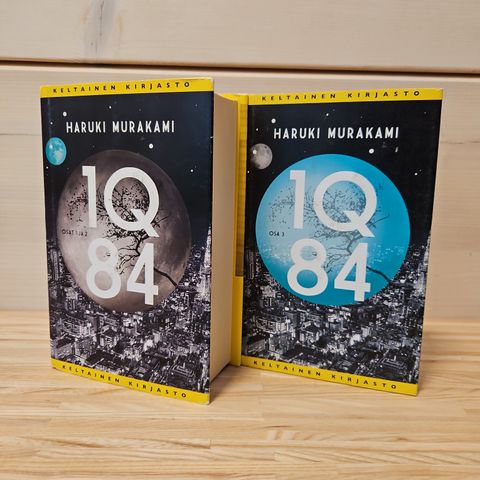 KELTAINEN KIRJASTO
HARUKI MURAKAMI
1Q
OSAT 1 JA 2
84
KELTAINEN KIRJASTO
KELTAINEN KIRJASTO
HARUKI MURAKAMI
1Q
OSA 3
84
KELTAINEN KIRJASTO